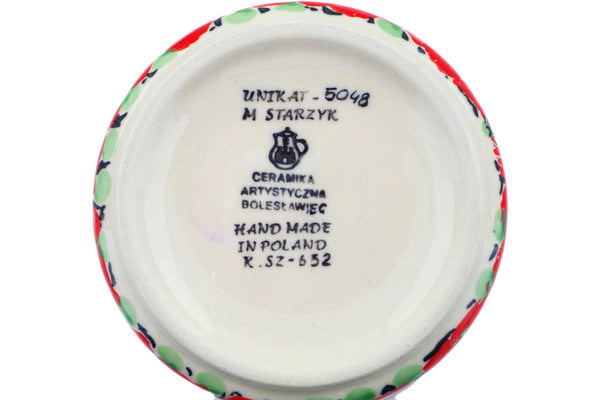 UNIKAT - 5048
M STARZYK
CERAMIKA
ARTYSTYCZNA
BOLESŁAWIEC
HAND MADE
IN POLAND
K.SZ-652